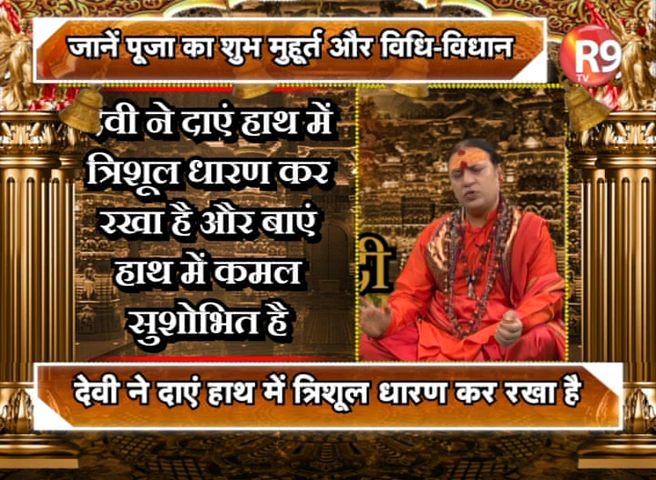 जानें पूजा का शुभ मुहूर्त और विधि-विधान
R9
TV
देवी ने दाएं हाथ में
त्रिशूल धारण कर
रखा है और बाएं
हाथ में कमल
सुशोभित है
देवी ने दाएं हाथ में त्रिशूल धारण कर रखा है